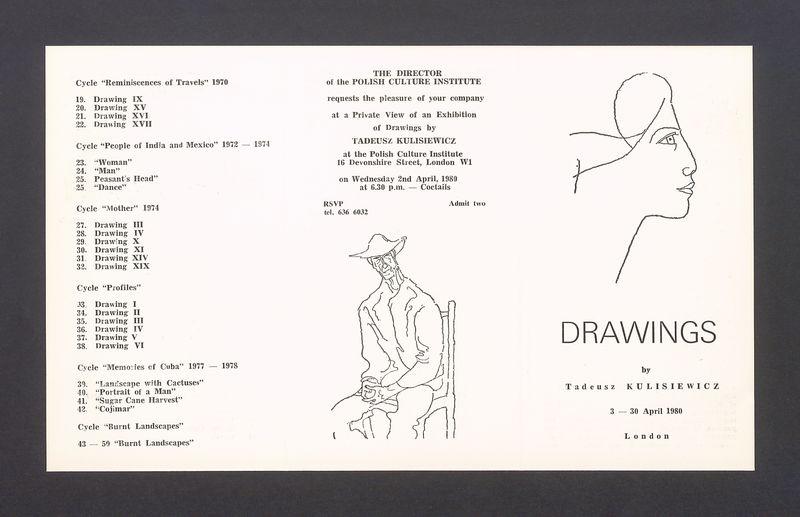 Cycle "Reminiscences of Travels" 1970
19. Drawing IX
20. Drawing XV
21. Drawing XVI
22. Drawing XVII
Cycle "People of India and Mexico" 1972 — 1974
23. "Woman"
24. "Man"
25. Peasant's Head"
25. "Dance"
Cycle "Mother" 1974
27. Drawing III
28. Drawing IV
29. Drawing X
30. Drawing XI
31. Drawing XIV
32. Drawing XIX
Cycle "Profiles"
33. Drawing I
34. Drawing II
35. Drawing III
36. Drawing IV
37. Drawing V
38. Drawing VI
Cycle "Memories of Cuba" 1977 — 1978
39. "Landscape with Cactuses"
40. "Portrait of a Man"
41. "Sugar Cane Harvest"
42. "Cojimar"
Cycle "Burnt Landscapes"
43 — 59 "Burnt Landscapes"
THE DIRECTOR
of the POLISH CULTURE INSTITUTE
requests the pleasure of your company
at a Private View of an Exhibition
of Drawings by
TADEUSZ KULISIEWICZ
at the Polish Culture Institute
16 Devonshire Street, London W1
on Wednesday 2nd April, 1980
at 6.30 p.m. — Coctails
RSVP Admit two
tel. 636 6032
DRAWINGS
by
Tadeusz KULISIEWICZ
3 — 30 April 1980
London